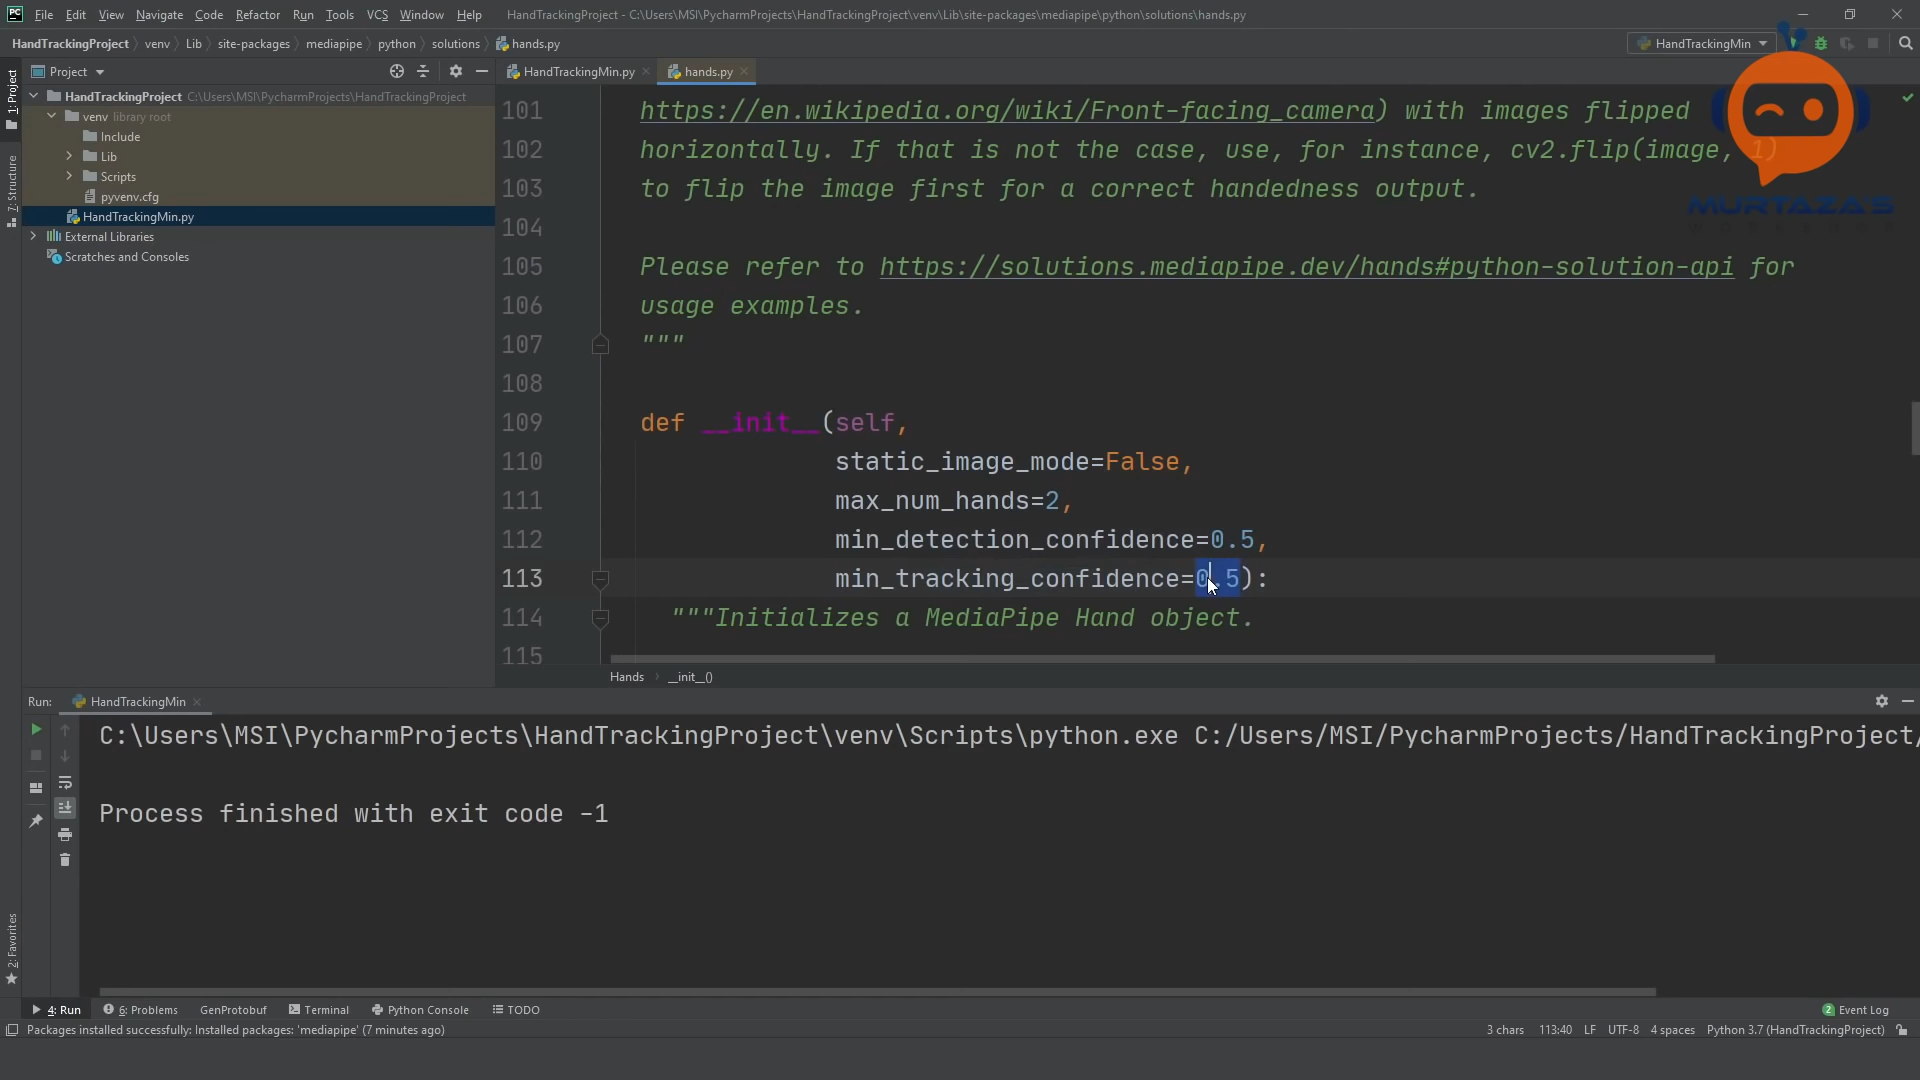 PC File Edit View Navigate Code Refactor Run Tools VCS Window Help HandTrackingProject - C:\Users\MSI\PycharmProjects\HandTrackingProject\venv\Lib\site-packages\mediapipe\python\solutions\hands.py
HandTrackingProject venv Lib site-packages mediapipe python solutions hands.py HandTrackingMin
Project HandTrackingMin.py hands.py
1: Project
7: Structure
2: Favorites
HandTrackingProject C:\Users\MSI\PycharmProjects\HandTrackingProject
venv library root
Include
Lib
Scripts
pyvenv.cfg
HandTrackingMin.py
External Libraries
Scratches and Consoles
MURTAZA'S
101 https://en.wikipedia.org/wiki/Front-facing_camera) with images flipped
102 horizontally. If that is not the case, use, for instance, cv2.flip(image, 1)
103 to flip the image first for a correct handedness output.
104
105 Please refer to https://solutions.mediapipe.dev/hands#python-solution-api for
106 usage examples.
107 """
108
109 def __init__(self,
110 static_image_mode=False,
111 max_num_hands=2,
112 min_detection_confidence=0.5,
113 min_tracking_confidence=0.5):
114 """Initializes a MediaPipe Hand object.
115
Hands __init__()
Run: HandTrackingMin
C:\Users\MSI\PycharmProjects\HandTrackingProject\venv\Scripts\python.exe C:/Users/MSI/PycharmProjects/HandTrackingProject/
Process finished with exit code -1
4: Run 6: Problems GenProtobuf Terminal Python Console TODO 2 Event Log
Packages installed successfully: Installed packages: 'mediapipe' (7 minutes ago) 3 chars 113:40 LF UTF-8 4 spaces Python 3.7 (HandTrackingProject)